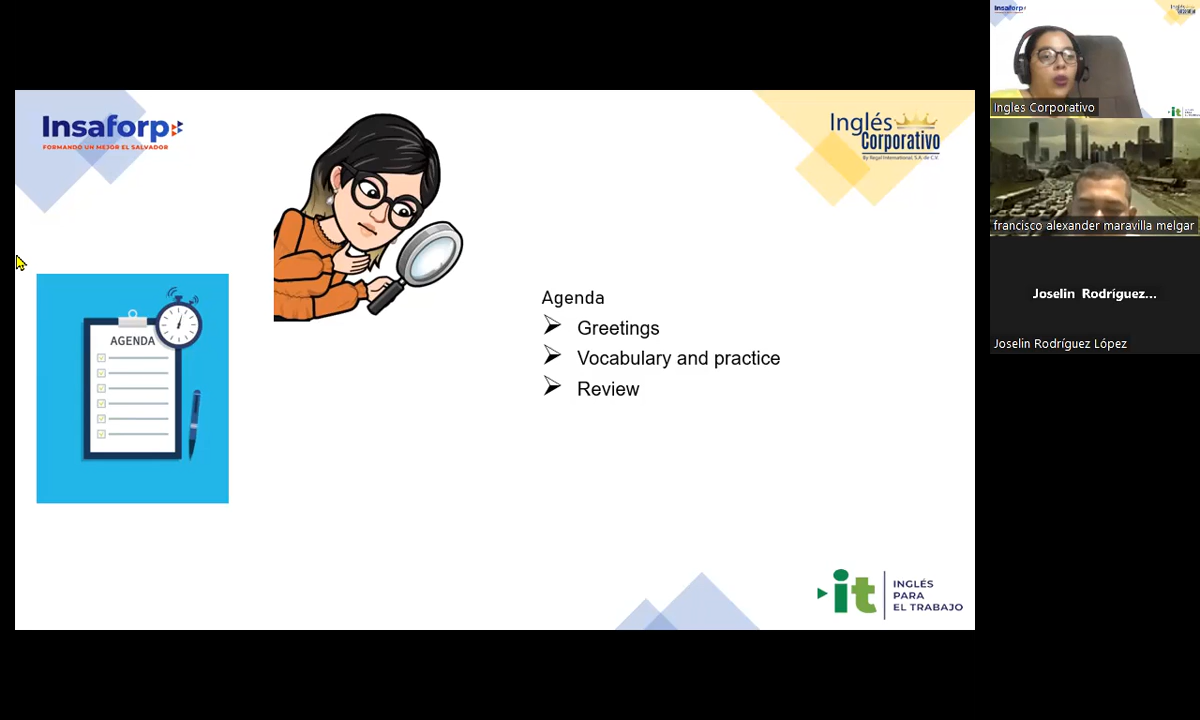 Insaforp
FORMANDO UN MEJOR EL SALVADOR
Inglés
Corporativo
By Regal International, S.A. de C.V.
AGENDA
Agenda
Greetings
Vocabulary and practice
Review
it
INGLÉS
PARA
EL TRABAJO
Insaforp
Ingles Corporativo
francisco alexander maravilla melgar
Joselin Rodríguez...
Joselin Rodríguez López